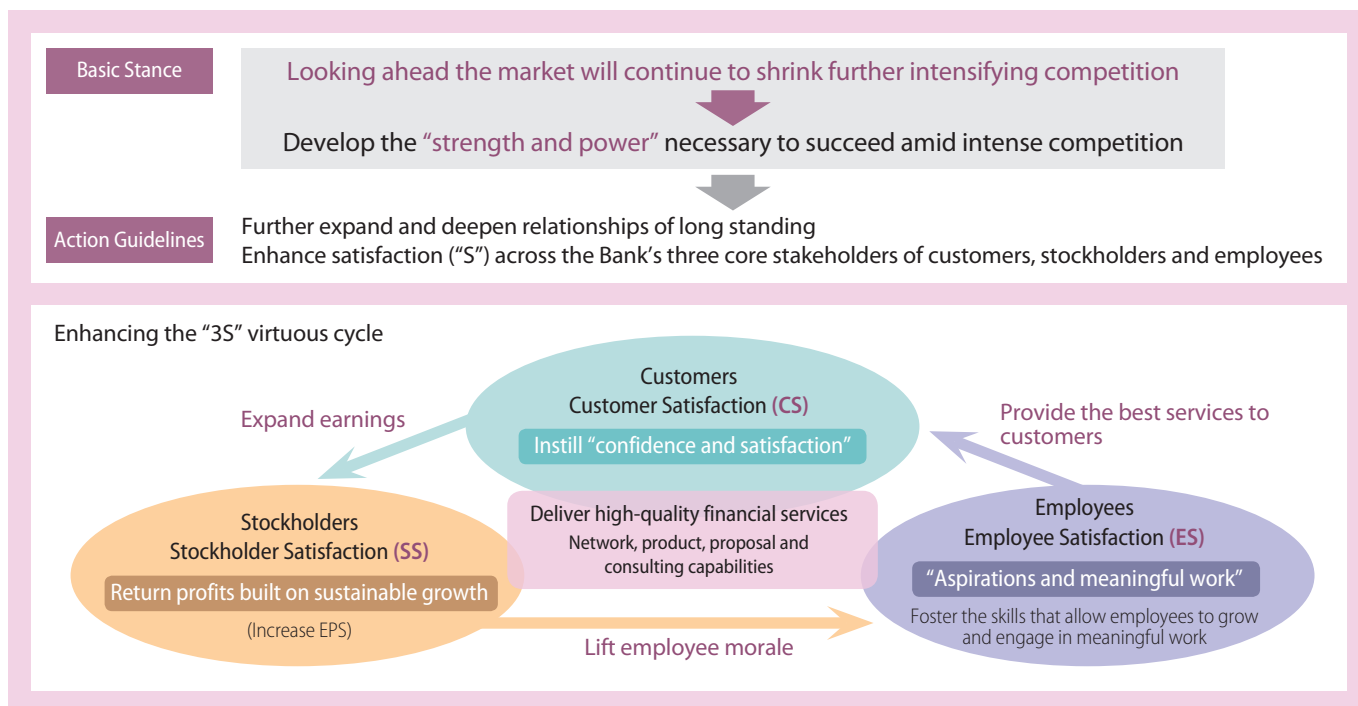 Basic Stance
Looking ahead the market will continue to shrink further intensifying competition
Develop the “strength and power” necessary to succeed amid intense competition
Action Guidelines
Further expand and deepen relationships of long standing
Enhance satisfaction (“S”) across the Bank’s three core stakeholders of customers, stockholders and employees
Enhancing the “3S” virtuous cycle
Customers
Customer Satisfaction (CS)
Instill “confidence and satisfaction”
Expand earnings
Provide the best services to
customers
Stockholders
Stockholder Satisfaction (SS)
Return profits built on sustainable growth
(Increase EPS)
Deliver high-quality financial services
Network, product, proposal and
consulting capabilities
Employees
Employee Satisfaction (ES)
“Aspirations and meaningful work”
Foster the skills that allow employees to grow
and engage in meaningful work
Lift employee morale